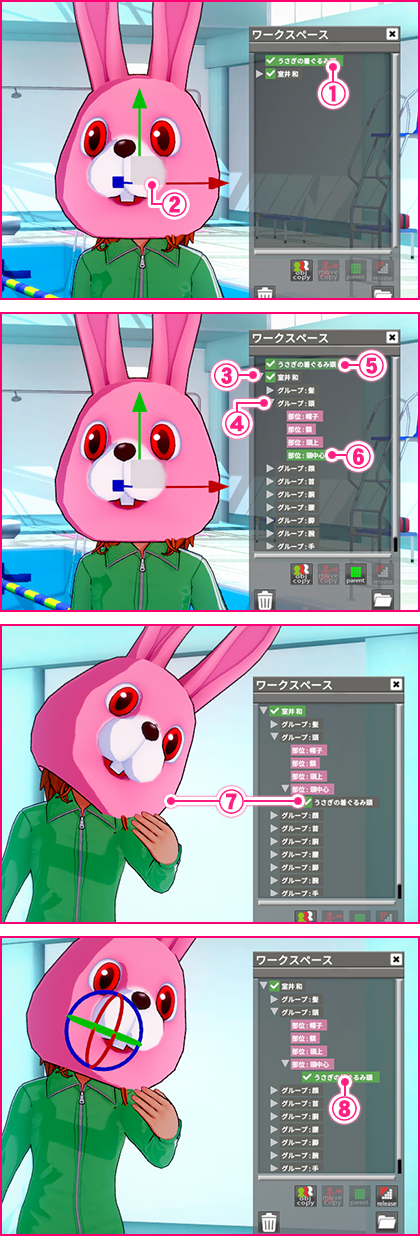 ワークスペース
うさぎの着ぐるみ頭
①
室井 和
②
obj copy
move copy
parent
release
ワークスペース
うさぎの着ぐるみ頭
⑤
③
室井 和
グループ : 髪
④
グループ : 頭
部位 : 帽子
部位 : 額
部位 : 頭上
部位 : 頭中心
⑥
グループ : 顔
グループ : 首
グループ : 胴
グループ : 腰
グループ : 脚
グループ : 腕
グループ : 手
obj copy
move copy
parent
release
ワークスペース
室井 和
グループ : 髪
グループ : 頭
部位 : 帽子
部位 : 額
部位 : 頭上
部位 : 頭中心
⑦
うさぎの着ぐるみ頭
グループ : 顔
グループ : 首
グループ : 胴
グループ : 腰
グループ : 脚
グループ : 腕
グループ : 手
ワークスペース
室井 和
グループ : 髪
グループ : 頭
部位 : 帽子
部位 : 額
部位 : 頭上
部位 : 頭中心
うさぎの着ぐるみ頭
⑧
グループ : 顔
グループ : 首
グループ : 胴
グループ : 腰
グループ : 脚
グループ : 腕
グループ : 手
obj copy
move copy
parent
release